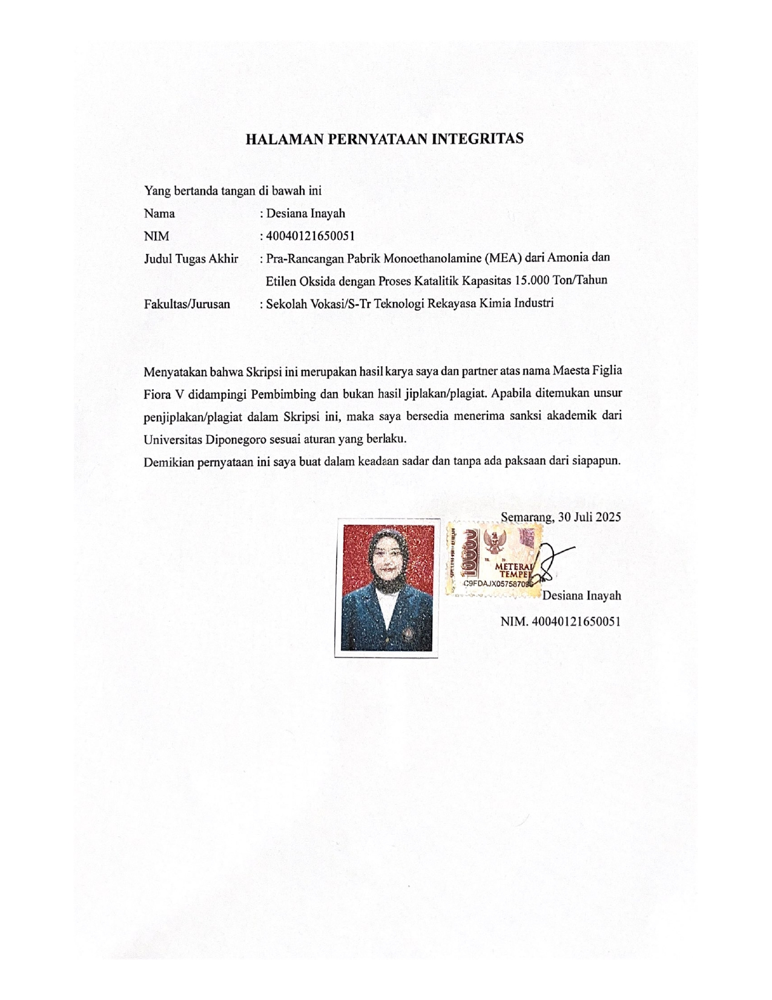 HALAMAN PERNYATAAN INTEGRITAS
Yang bertanda tangan di bawah ini
Nama : Desiana Inayah
NIM : 40040121650051
Judul Tugas Akhir : Pra-Rancangan Pabrik Monoethanolamine (MEA) dari Amonia dan
Etilen Oksida dengan Proses Katalitik Kapasitas 15.000 Ton/Tahun
Fakultas/Jurusan : Sekolah Vokasi/S-Tr Teknologi Rekayasa Kimia Industri
Menyatakan bahwa Skripsi ini merupakan hasil karya saya dan partner atas nama Maesta Figlia
Fiora V didampingi Pembimbing dan bukan hasil jiplakan/plagiat. Apabila ditemukan unsur
penjiplakan/plagiat dalam Skripsi ini, maka saya bersedia menerima sanksi akademik dari
Universitas Diponegoro sesuai aturan yang berlaku.
Demikian pernyataan ini saya buat dalam keadaan sadar dan tanpa ada paksaan dari siapapun.
Semarang, 30 Juli 2025
10000
METERAI
TEMPEL
Desiana Inayah
NIM. 40040121650051